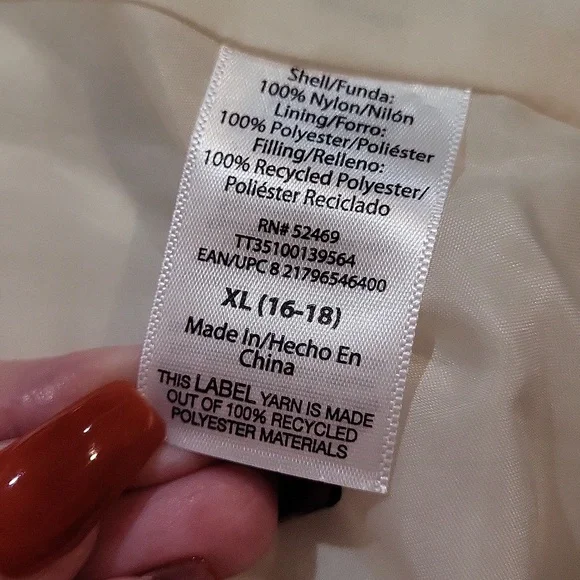 Shell/Funda:
100% Nylon/Nilón
Lining/Forro:
100% Polyester/Poliéster
Filling/Relleno:
100% Recycled Polyester/
Poliéster Reciclado
RN# 52469
TT35100139564
EAN/UPC 8 21796546400
XL (16-18)
Made In/Hecho En
China
THIS LABEL YARN IS MADE
OUT OF 100% RECYCLED
POLYESTER MATERIALS